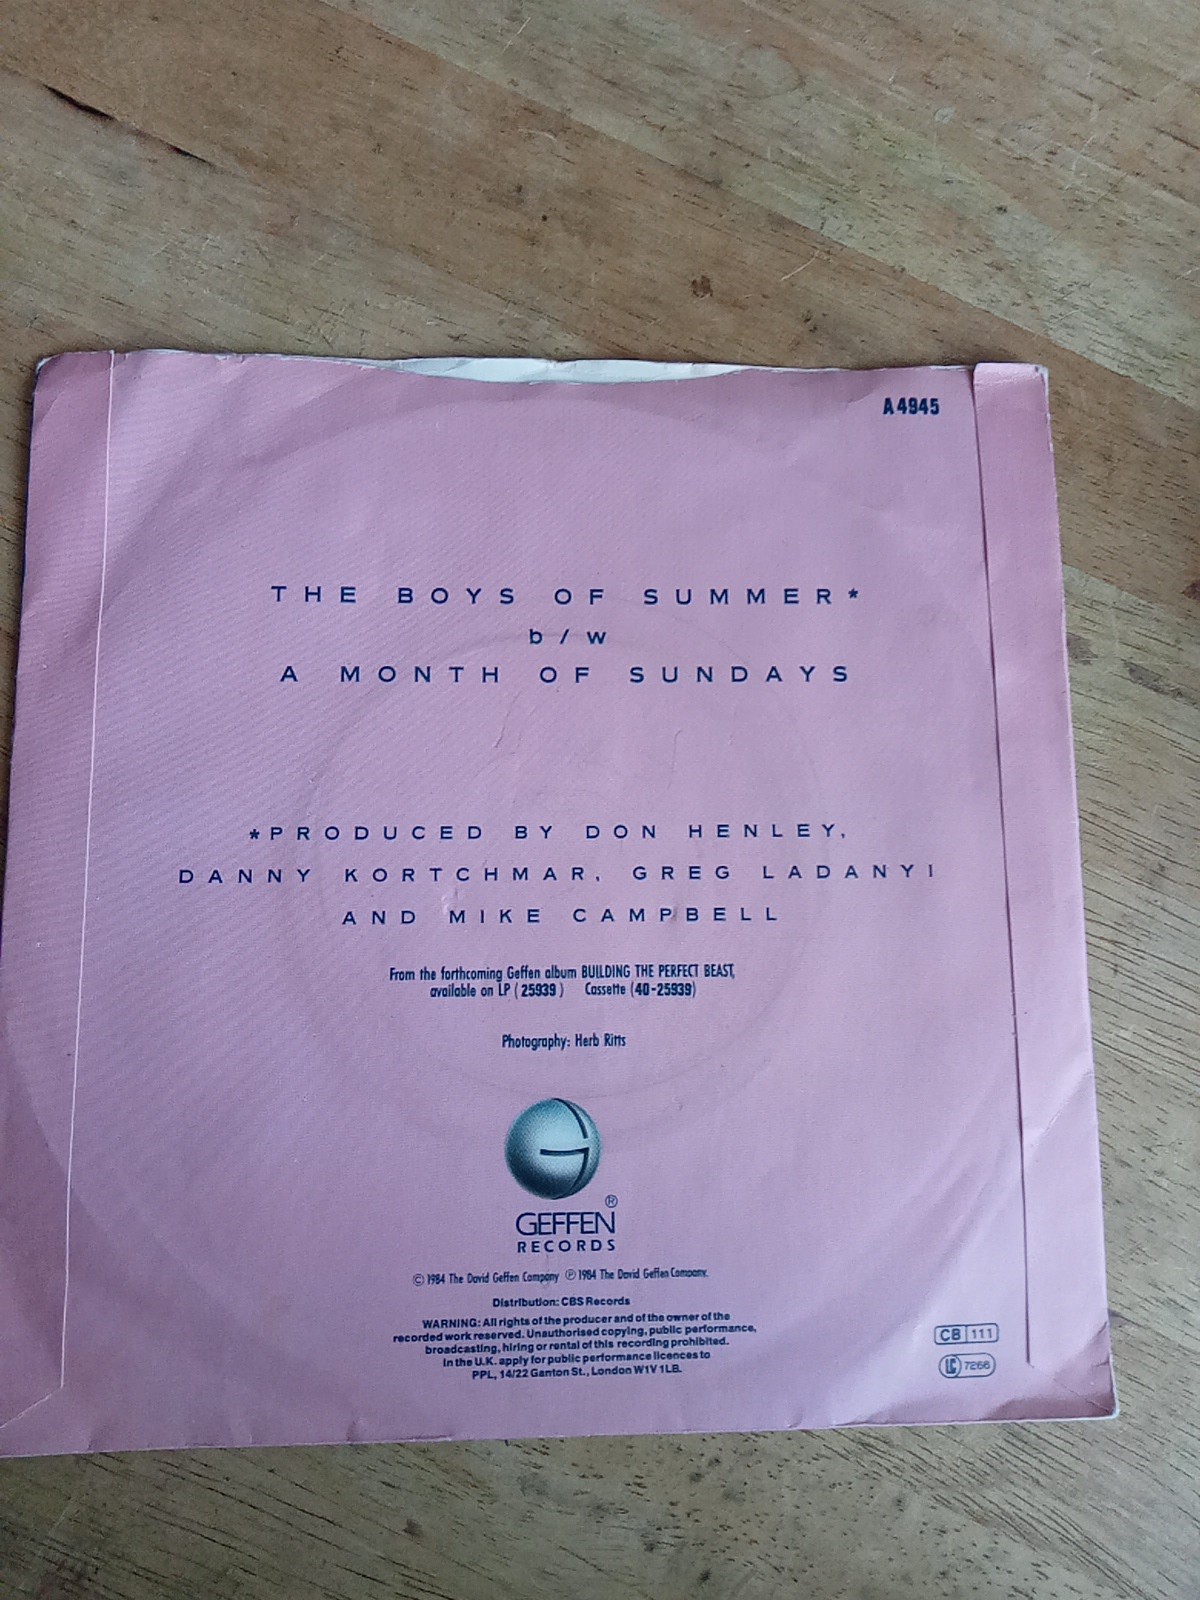 A 4945
THE BOYS OF SUMMER*
b/w
A MONTH OF SUNDAYS
*PRODUCED BY DON HENLEY,
DANNY KORTCHMAR, GREG LADANYI
AND MIKE CAMPBELL
From the forthcoming Geffen album BUILDING THE PERFECT BEAST,
available on LP (25939) Cassette (40-25939)
Photography: Herb Ritts
G
®
GEFFEN
RECORDS
© 1984 The David Geffen Company ℗ 1984 The David Geffen Company.
Distribution: CBS Records
WARNING: All rights of the producer and of the owner of the
recorded work reserved. Unauthorised copying, public performance,
broadcasting, hiring or rental of this recording prohibited.
In the U.K. apply for public performance licences to
PPL, 14/22 Ganton St., London W1V 1LB.
CB 111
LC 7266